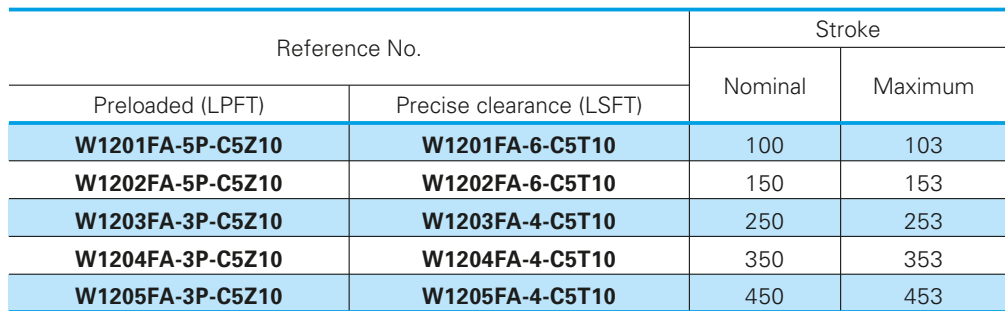 Reference No. Stroke
Preloaded (LPFT) Precise clearance (LSFT) Nominal Maximum
W1201FA-5P-C5Z10 W1201FA-6-C5T10 100 103
W1202FA-5P-C5Z10 W1202FA-6-C5T10 150 153
W1203FA-3P-C5Z10 W1203FA-4-C5T10 250 253
W1204FA-3P-C5Z10 W1204FA-4-C5T10 350 353
W1205FA-3P-C5Z10 W1205FA-4-C5T10 450 453